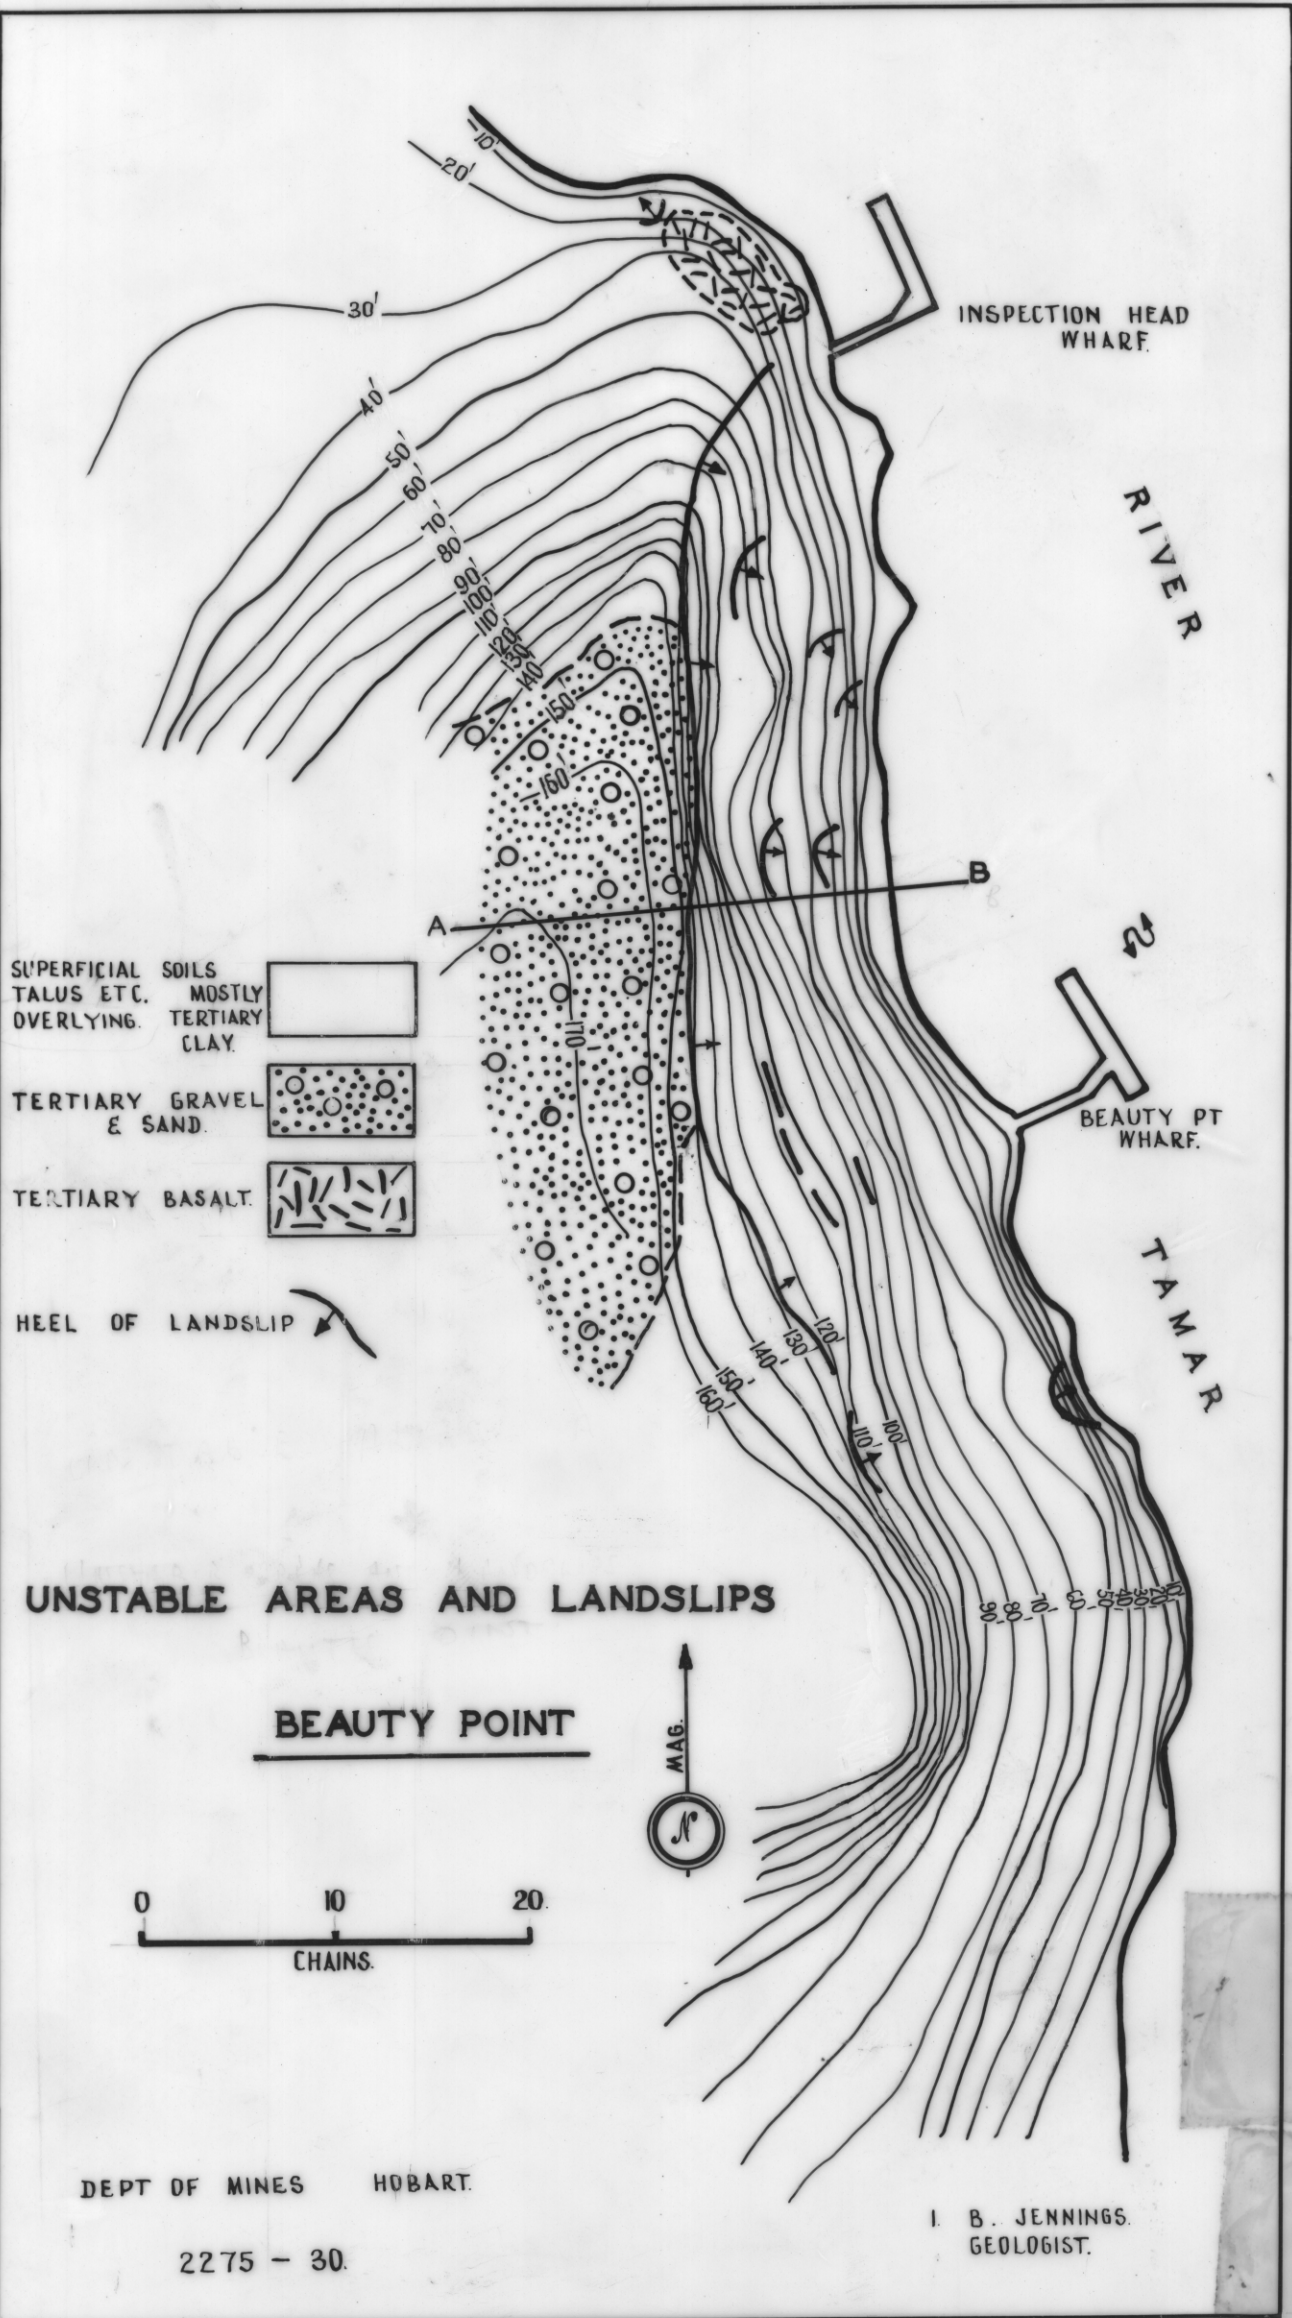 10'
20'
30'
40'
50'
60'
70'
80'
90'
100'
110'
120'
130'
140'
150'
160'
170'
INSPECTION HEAD
WHARF.
RIVER
A
B
SUPERFICIAL SOILS
TALUS ETC. MOSTLY
OVERLYING. TERTIARY
CLAY.
TERTIARY GRAVEL
& SAND.
TERTIARY BASALT.
HEEL OF LANDSLIP
BEAUTY PT
WHARF.
TAMAR
120'
130'
140'
150'
160'
110'
100'
90'
80'
70'
60'
50'
40'
30'
20'
10'
UNSTABLE AREAS AND LANDSLIPS
BEAUTY POINT
MAG.
N
0 10 20.
CHAINS.
DEPT OF MINES HOBART.
2275 - 30.
I. B. JENNINGS.
GEOLOGIST.